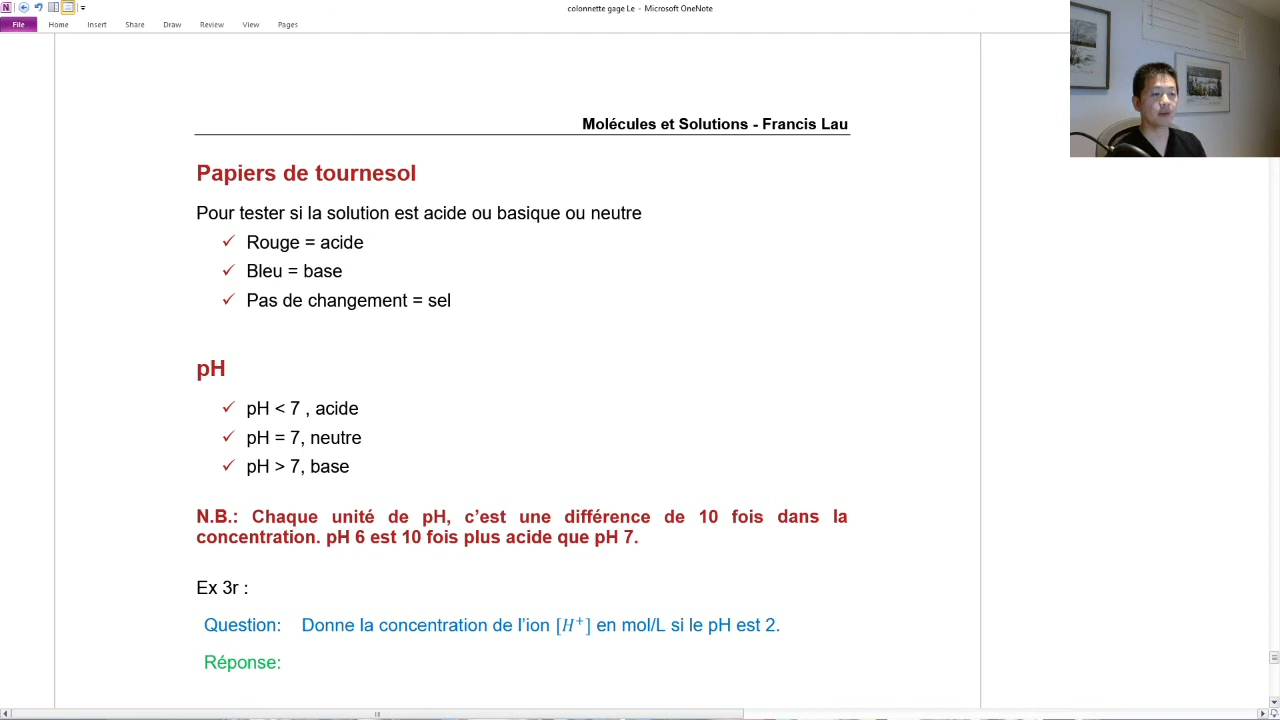 colonnette gage Le - Microsoft OneNote
File Home Insert Share Draw Review View Pages
Molécules et Solutions - Francis Lau
Papiers de tournesol
Pour tester si la solution est acide ou basique ou neutre
✓ Rouge = acide
✓ Bleu = base
✓ Pas de changement = sel
pH
✓ pH < 7 , acide
✓ pH = 7, neutre
✓ pH > 7, base
N.B.: Chaque unité de pH, c’est une différence de 10 fois dans la
concentration. pH 6 est 10 fois plus acide que pH 7.
Ex 3r :
Question: Donne la concentration de l’ion [H⁺] en mol/L si le pH est 2.
Réponse: